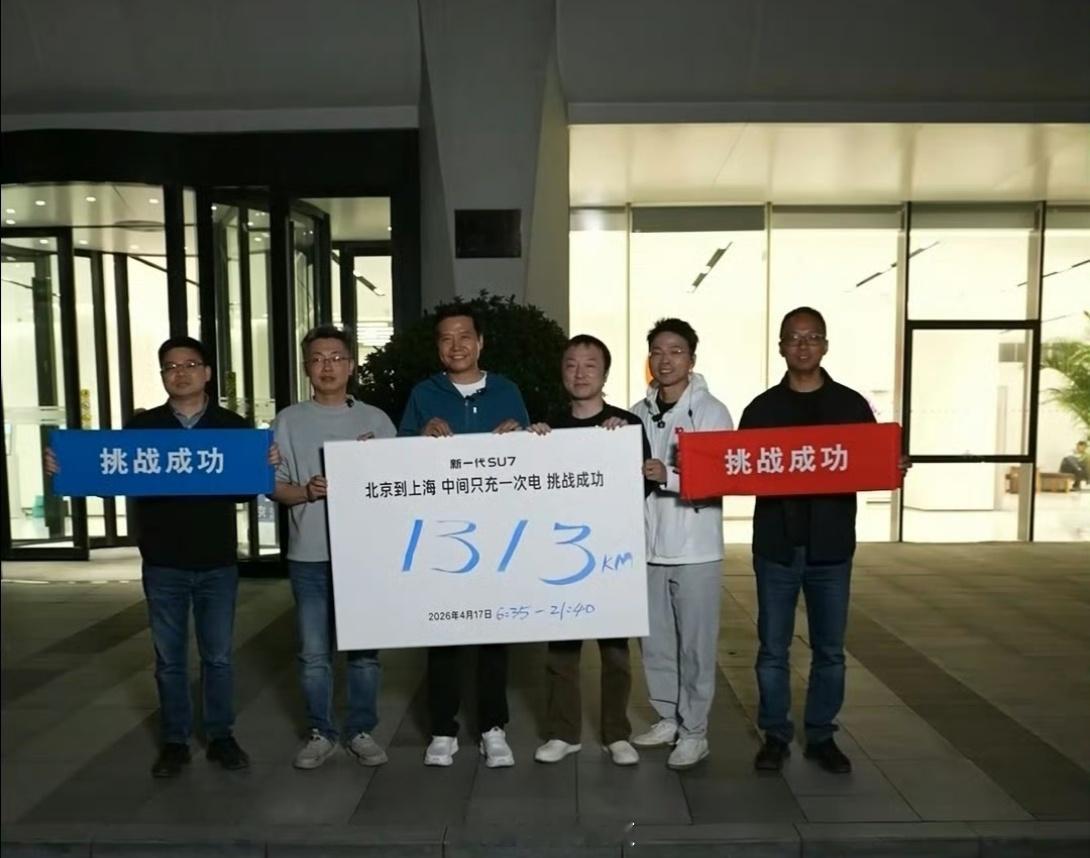 挑战成功
新一代SU7
北京到上海 中间只充一次电 挑战成功
1313KM
2026年4月17日 6:35-21:40
挑战成功